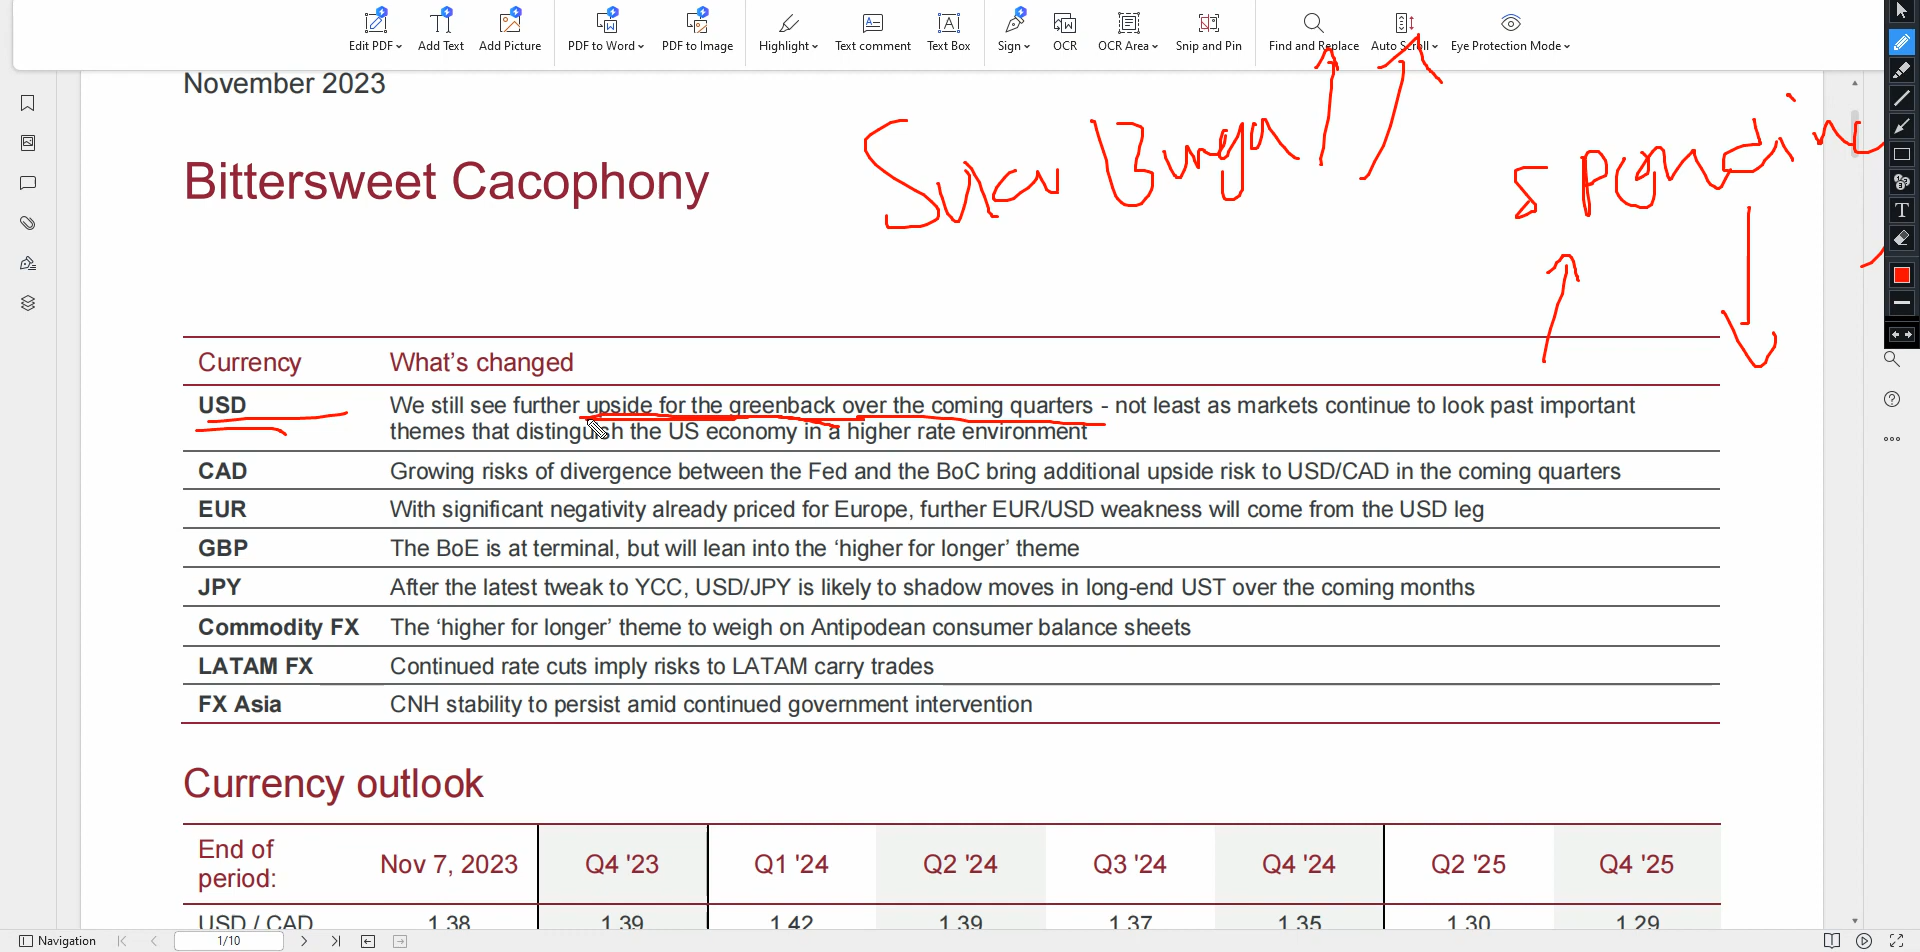 Edit PDF Add Text Add Picture PDF to Word PDF to Image Highlight Text comment Text Box Sign OCR OCR Area Snip and Pin Find and Replace Auto Scroll Eye Protection Mode
November 2023
Bittersweet Cacophony
Currency What's changed
USD We still see further upside for the greenback over the coming quarters - not least as markets continue to look past important
themes that distinguish the US economy in a higher rate environment
CAD Growing risks of divergence between the Fed and the BoC bring additional upside risk to USD/CAD in the coming quarters
EUR With significant negativity already priced for Europe, further EUR/USD weakness will come from the USD leg
GBP The BoE is at terminal, but will lean into the ‘higher for longer’ theme
JPY After the latest tweak to YCC, USD/JPY is likely to shadow moves in long-end UST over the coming months
Commodity FX The ‘higher for longer’ theme to weigh on Antipodean consumer balance sheets
LATAM FX Continued rate cuts imply risks to LATAM carry trades
FX Asia CNH stability to persist amid continued government intervention
Currency outlook
End of period: Nov 7, 2023 Q4 '23 Q1 '24 Q2 '24 Q3 '24 Q4 '24 Q2 '25 Q4 '25
USD / CAD 1.38 1.39 1.42 1.39 1.37 1.35 1.30 1.29
Navigation 1/10